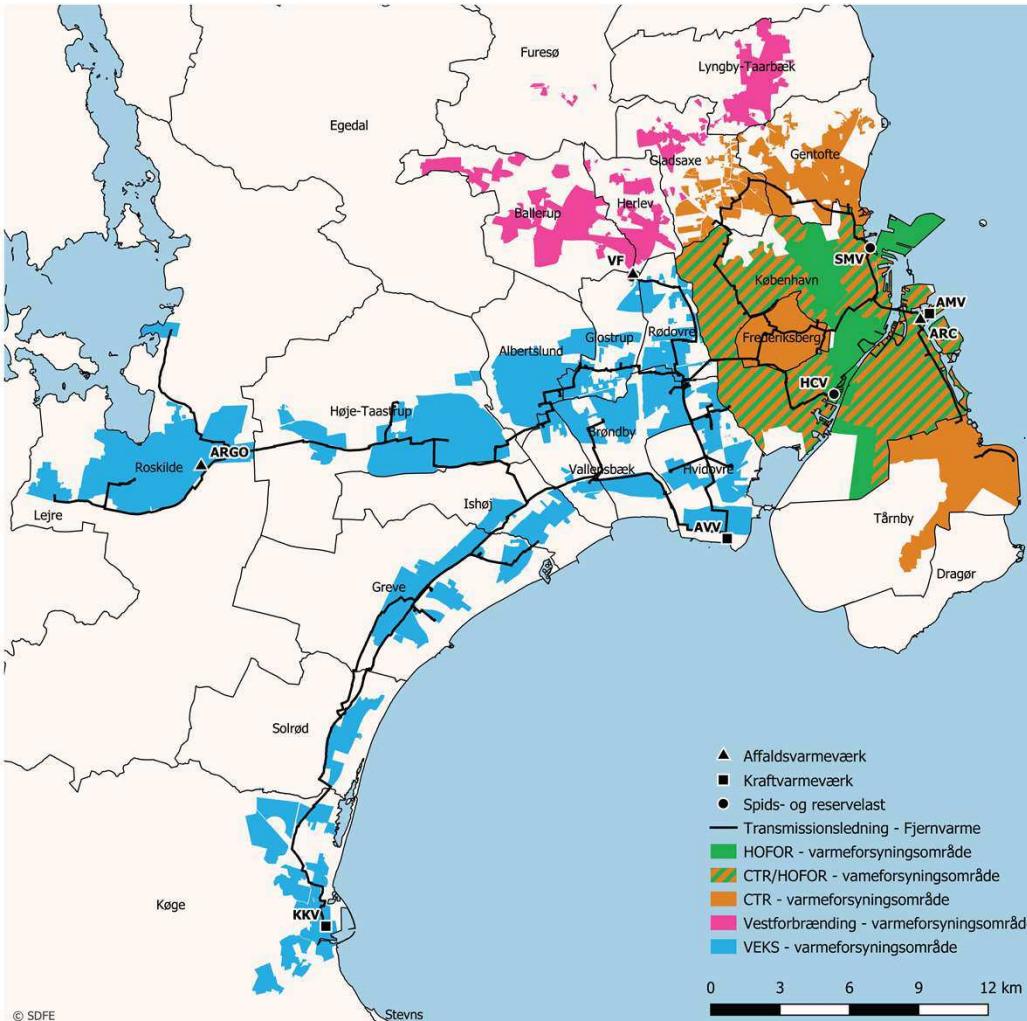 Furesø
Lyngby-Taarbæk
Egedal
Gladsaxe
Gentofte
Ballerup
Herlev
VF
SMV
København
AMV
ARC
Glostrup
Rødovre
Albertslund
Frederiksberg
HCV
Høje-Taastrup
Brøndby
ARGO
Roskilde
Vallensbæk
Hvidovre
Ishøj
Lejre
AVV
Tårnby
Dragør
Greve
Solrød
Køge
KKV
Stevns
Affaldsvarmeværk
Kraftvarmeværk
Spids- og reservelast
Transmissionsledning - Fjernvarme
HOFOR - varmeforsyningsområde
CTR/HOFOR - vameforsyningsområde
CTR - varmeforsyningsområde
Vestforbrænding - varmeforsyningsområde
VEKS - varmeforsyningsområde
0 3 6 9 12 km
© SDFE